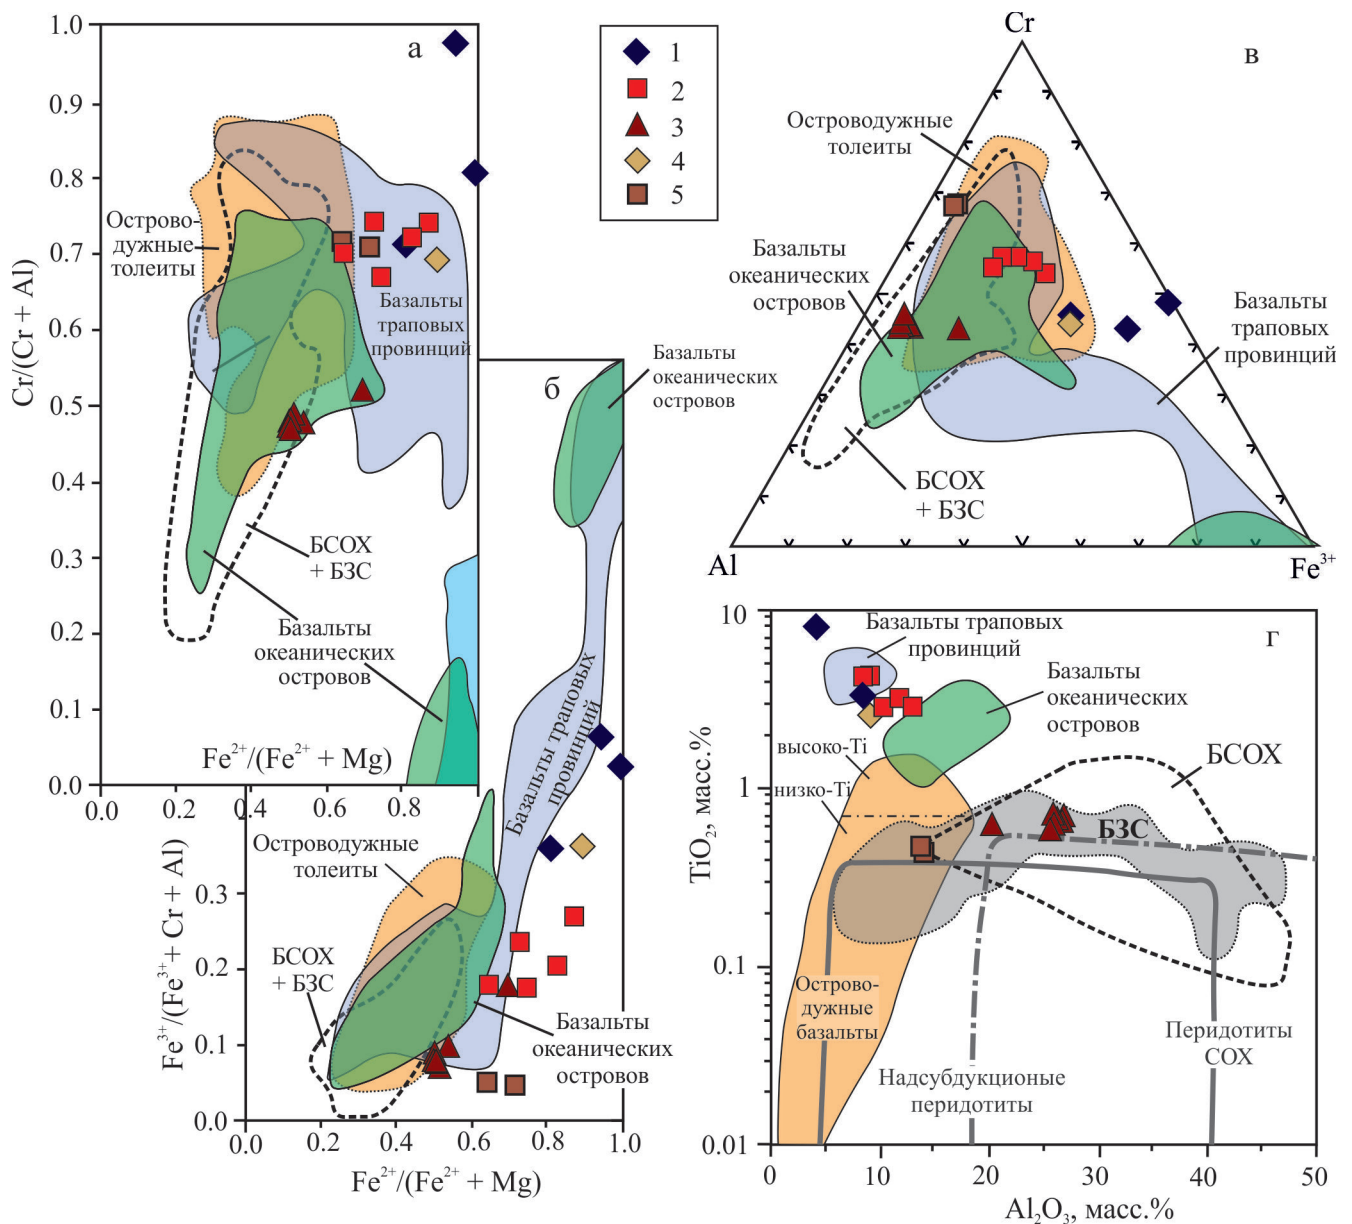 а
1.0
0.9
0.8
0.7
0.6
0.5
0.4
0.3
0.2
0.1
0.0
Cr/(Cr + Al)
Острово-
дужные
толеиты
Базальты
траповых
провинций
БСОХ
+ БЗС
Базальты
океанических
островов
Fe²⁺/(Fe²⁺ + Mg)
0.0
0.2
0.4
0.6
0.8
1
2
3
4
5
б
Базальты
океанических
островов
Базальты траповых
провинций
Островодужные
толеиты
БСОХ
+ БЗС
Базальты
океанических
островов
0.3
0.2
0.1
0.0
Fe³⁺/(Fe³⁺ + Cr + Al)
0.0
0.2
0.4
0.6
0.8
1.0
Fe²⁺/(Fe²⁺ + Mg)
Cr
в
Островодужные
толеиты
Базальты
океанических
островов
Базальты
траповых
провинций
БСОХ
+ БЗС
Al
Fe³⁺
г
10
1
0.1
0.01
TiO₂, масс.%
Базальты траповых
провинций
Базальты
океанических
островов
высоко-Ti
низко-Ti
БСОХ
БЗС
Острово-
дужные
базальты
Надсубдукционые
перидотиты
Перидотиты
СОХ
0
10
20
30
40
50
Al₂O₃, масс.%